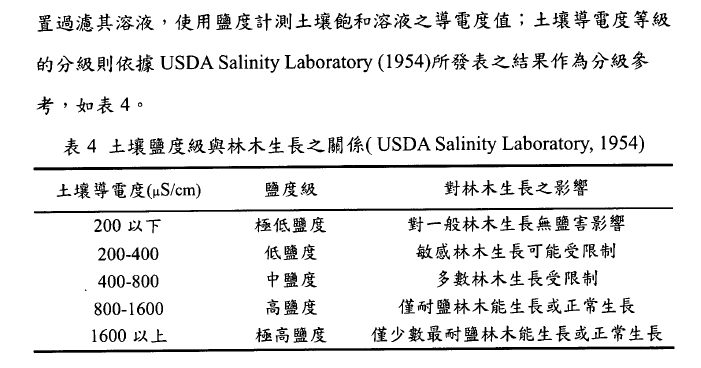 置過濾其溶液，使用鹽度計測土壤飽和溶液之導電度值；土壤導電度等級
的分級則依據 USDA Salinity Laboratory (1954)所發表之結果作為分級參
考，如表 4。
表 4 土壤鹽度級與林木生長之關係( USDA Salinity Laboratory, 1954)
土壤導電度(μS/cm) 鹽度級 對林木生長之影響
200 以下 極低鹽度 對一般林木生長無鹽害影響
200-400 低鹽度 敏感林木生長可能受限制
400-800 中鹽度 多數林木生長受限制
800-1600 高鹽度 僅耐鹽林木能生長或正常生長
1600 以上 極高鹽度 僅少數最耐鹽林木能生長或正常生長